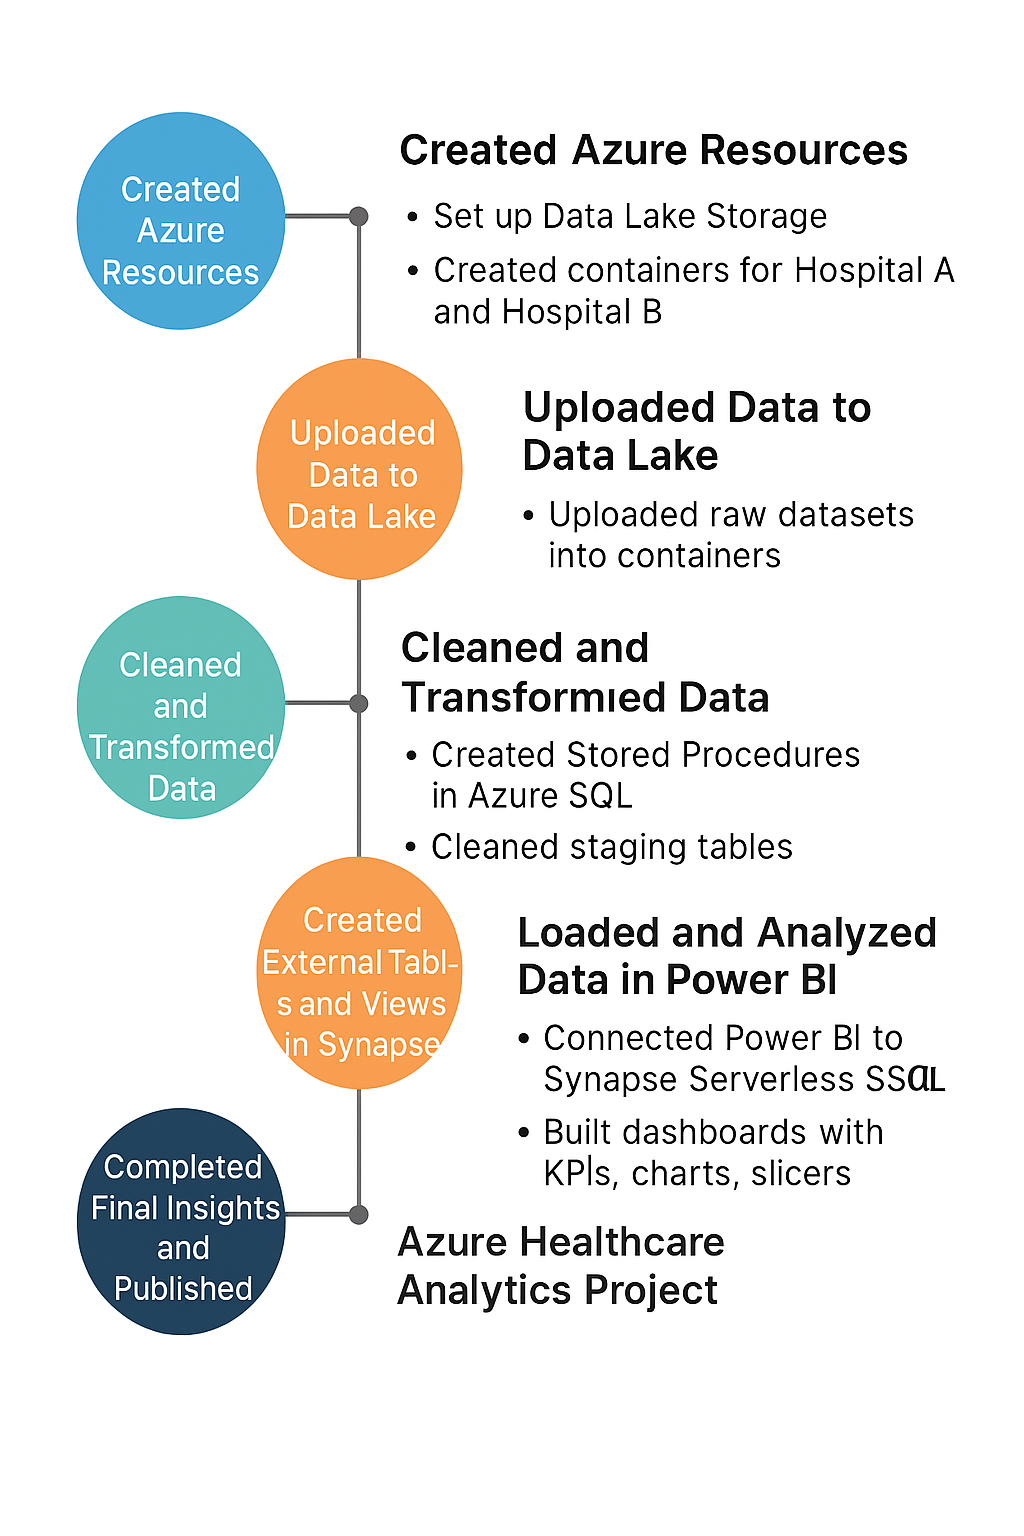 Created
Azure
Resources
Created Azure Resources
• Set up Data Lake Storage
• Created containers for Hospital A
and Hospital B
Uploaded
Data to
Data Lake
Uploaded Data to
Data Lake
• Uploaded raw datasets
into containers
Cleaned
and
Transformed
Data
Cleaned and
Transformıed Data
• Created Stored Procedures
in Azure SQL
• Cleaned staging tables
Created
External Tabl-
s and Views
in Synapse
Loaded and Analyzed
Data in Power BI
• Connected Power BI to
Synapse Serverless SSQL
• Built dashboards with
KPIs, charts, slicers
Completed
Final Insights
and
Published
Azure Healthcare
Analytics Project